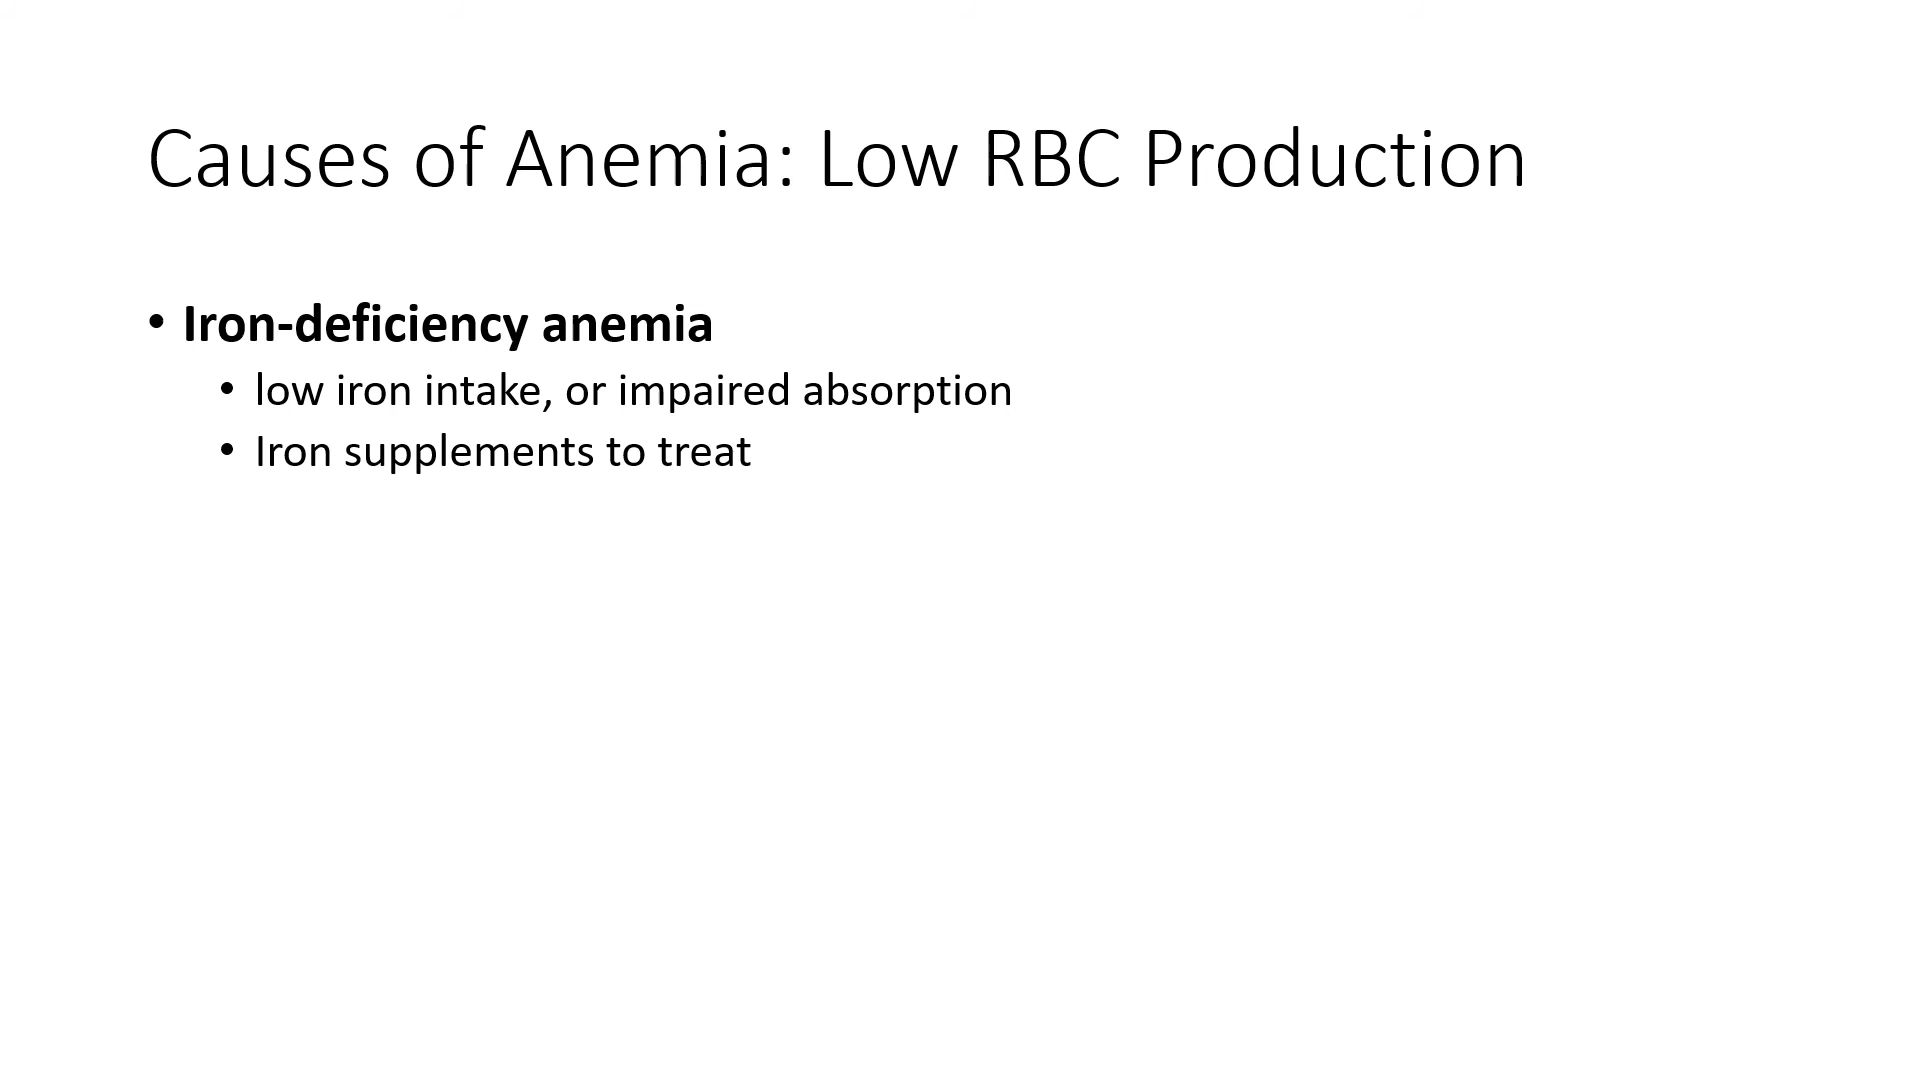 Causes of Anemia: Low RBC Production
• Iron-deficiency anemia
• low iron intake, or impaired absorption
• Iron supplements to treat